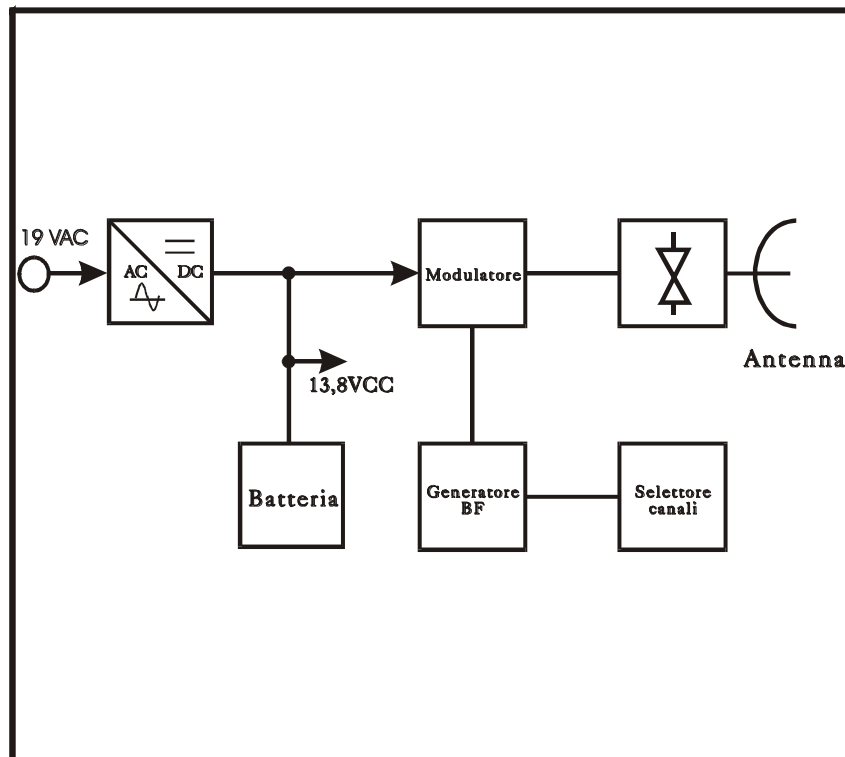 19 VAC
AC
DC
Modulatore
Antenna
13,8VCC
Batteria
Generatore
BF
Selettore
canali